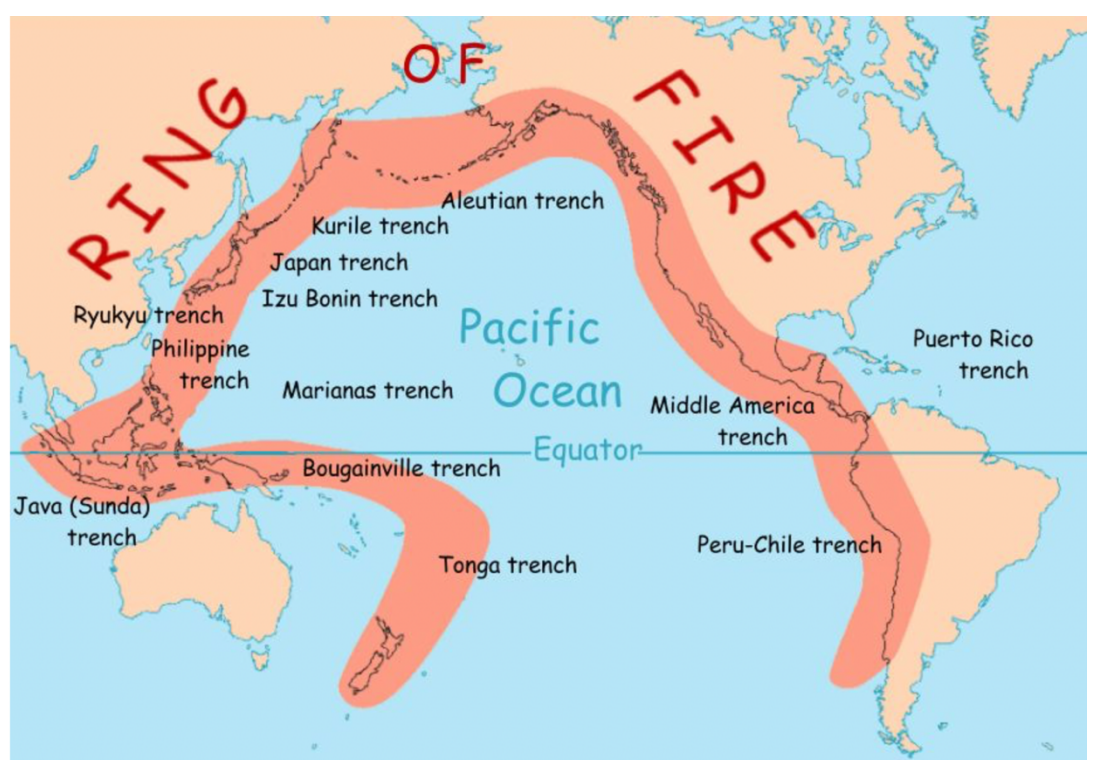 RING OF FIRE
Aleutian trench
Kurile trench
Japan trench
Izu Bonin trench
Ryukyu trench
Philippine
trench
Marianas trench
Pacific
Ocean
Puerto Rico
trench
Middle America
trench
Equator
Bougainville trench
Java (Sunda)
trench
Peru-Chile trench
Tonga trench